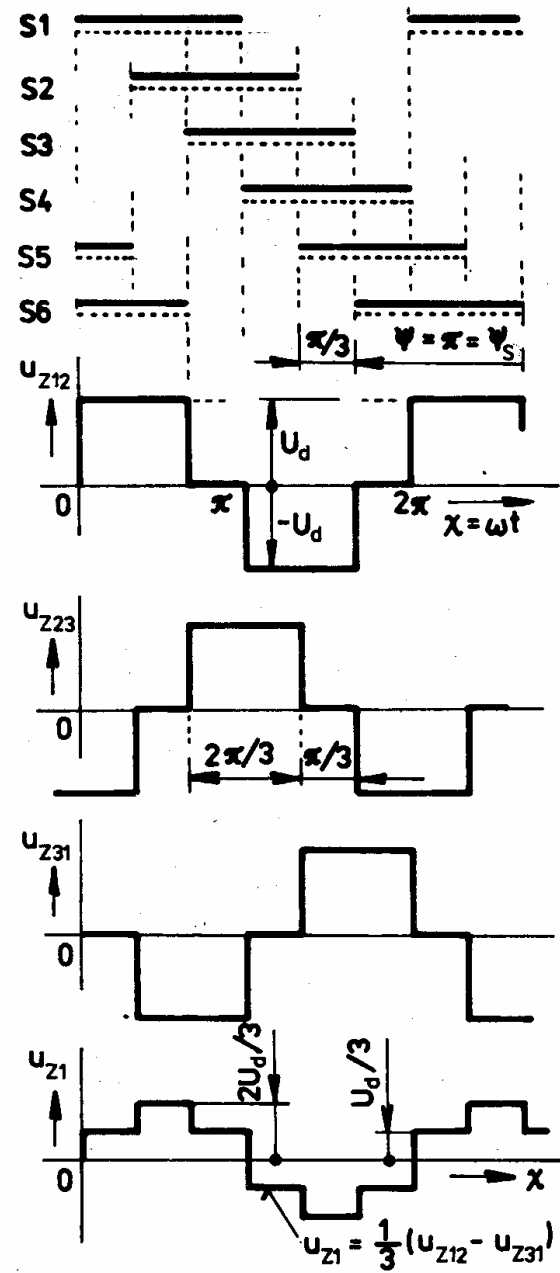 S1
S2
S3
S4
S5
S6
π/3 ψ = π = ψS
uZ12
Ud
0 π 2π
-Ud χ = ωt
uZ23
0
2π/3 π/3
uZ31
0
uZ1 2Ud/3 Ud/3
0 χ
uZ1 = 1/3 (uZ12 - uZ31)